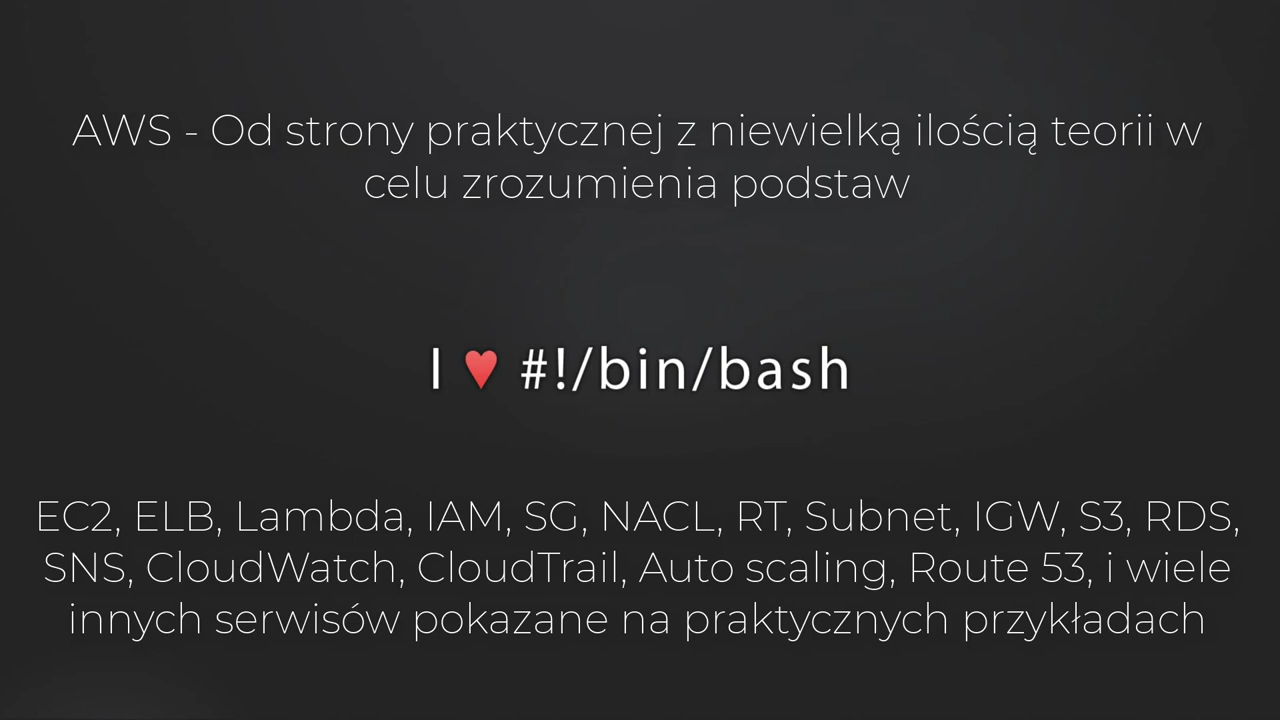 AWS - Od strony praktycznej z niewielką ilością teorii w
celu zrozumienia podstaw
I ♥ #!/bin/bash
EC2, ELB, Lambda, IAM, SG, NACL, RT, Subnet, IGW, S3, RDS,
SNS, CloudWatch, CloudTrail, Auto scaling, Route 53, i wiele
innych serwisów pokazane na praktycznych przykładach